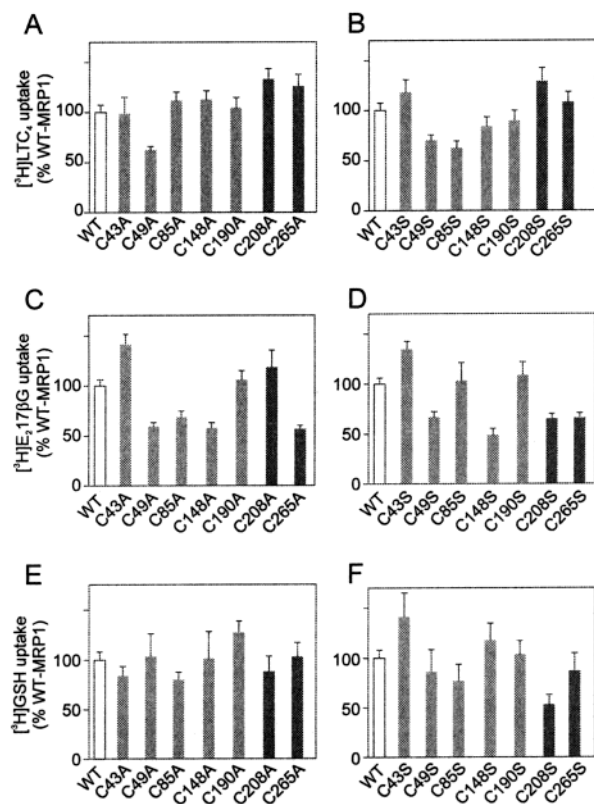 A
[³H]LTC₄ uptake
(% WT-MRP1)
100
50
0
WT
C43A
C49A
C85A
C148A
C190A
C208A
C265A
B
100
50
0
WT
C43S
C49S
C85S
C148S
C190S
C208S
C265S
C
[³H]E₂17βG uptake
(% WT-MRP1)
100
50
0
WT
C43A
C49A
C85A
C148A
C190A
C208A
C265A
D
100
50
0
WT
C43S
C49S
C85S
C148S
C190S
C208S
C265S
E
[³H]GSH uptake
(% WT-MRP1)
100
50
0
WT
C43A
C49A
C85A
C148A
C190A
C208A
C265A
F
100
50
0
WT
C43S
C49S
C85S
C148S
C190S
C208S
C265S